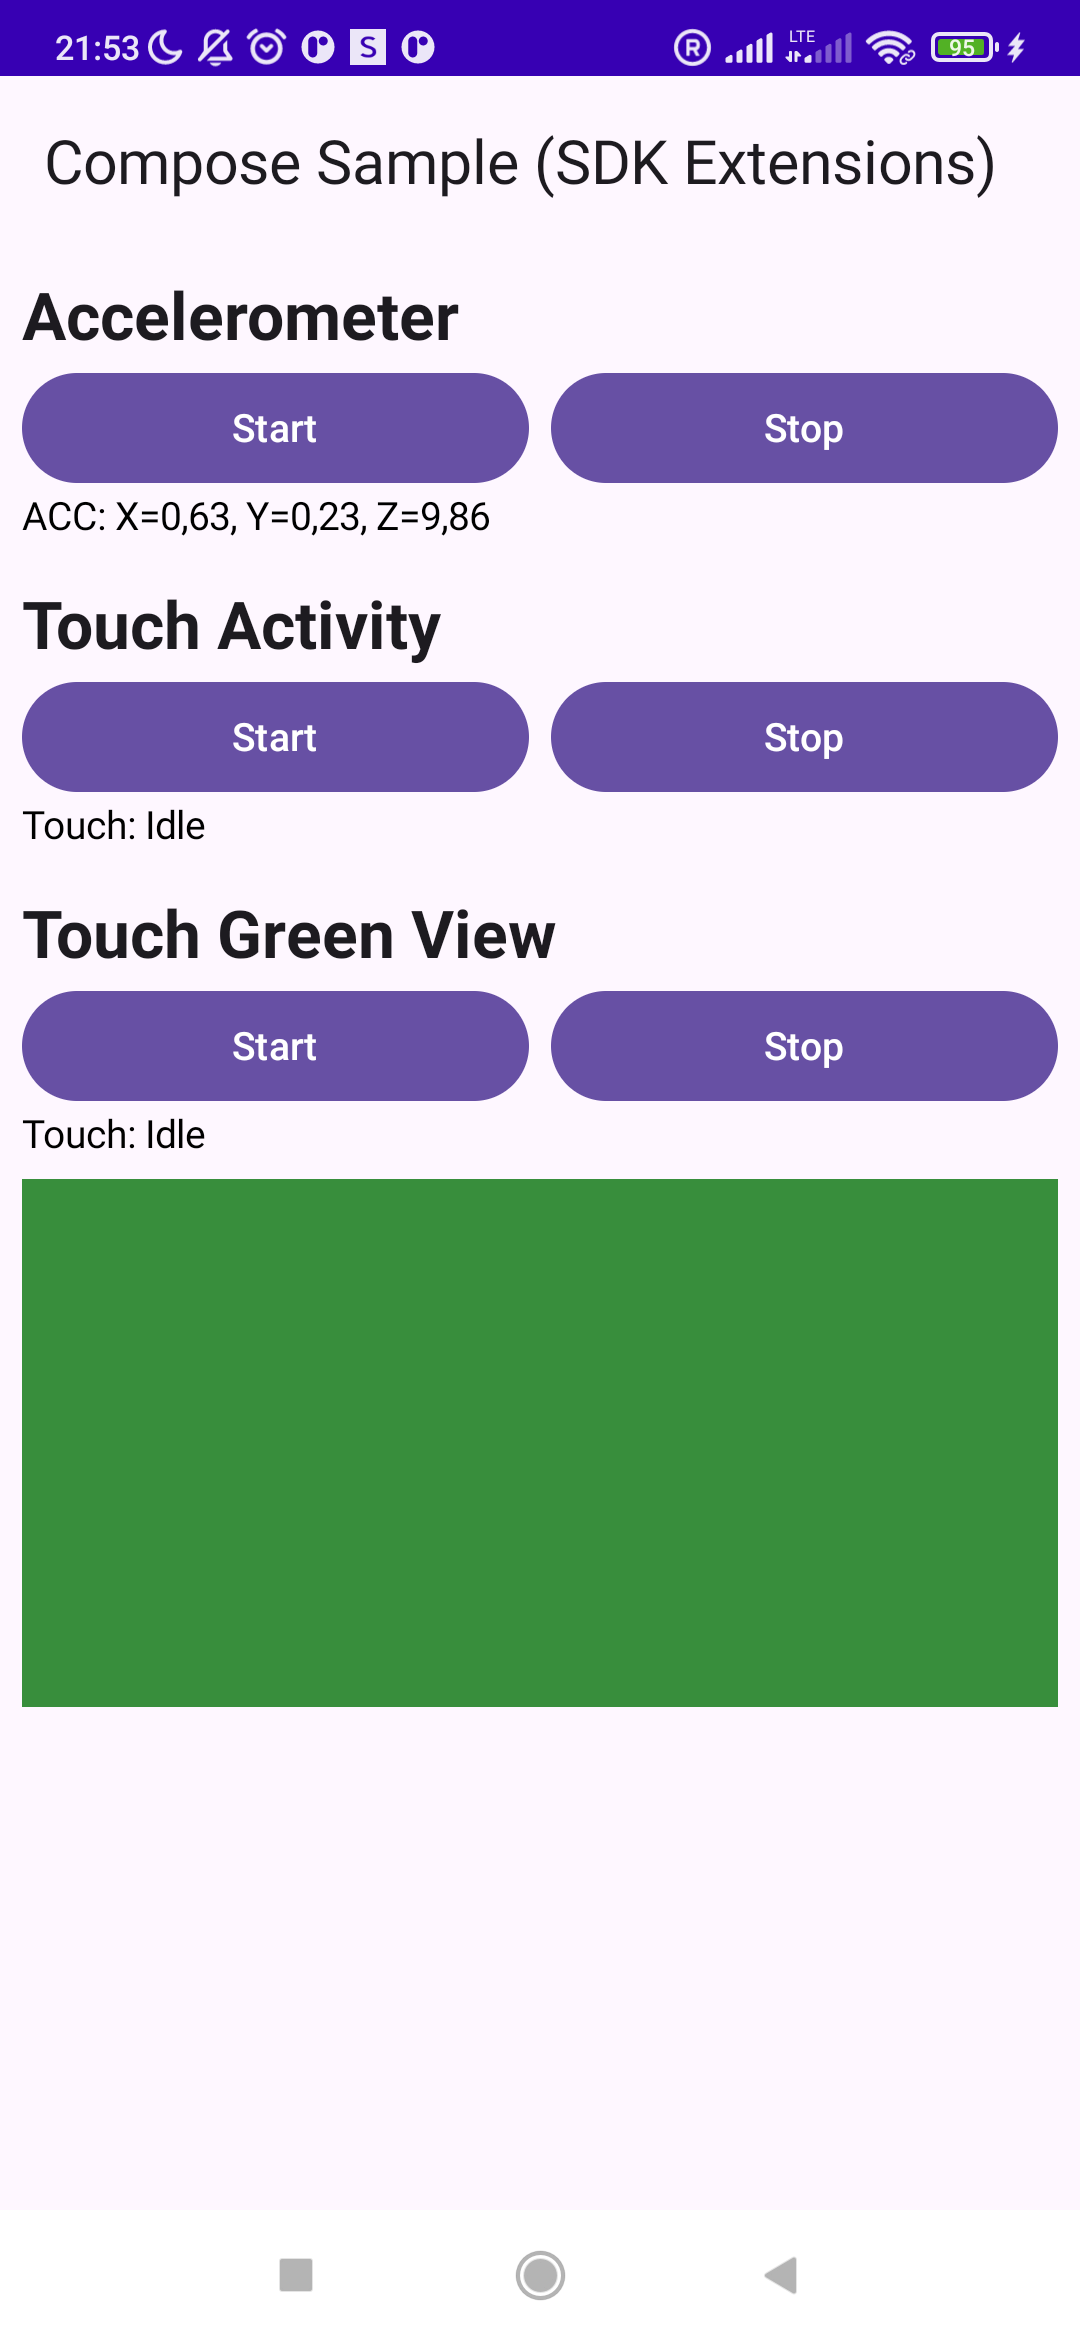 21:53 S R LTE 95
Compose Sample (SDK Extensions)
Accelerometer
Start Stop
ACC: X=0,63, Y=0,23, Z=9,86
Touch Activity
Start Stop
Touch: Idle
Touch Green View
Start Stop
Touch: Idle